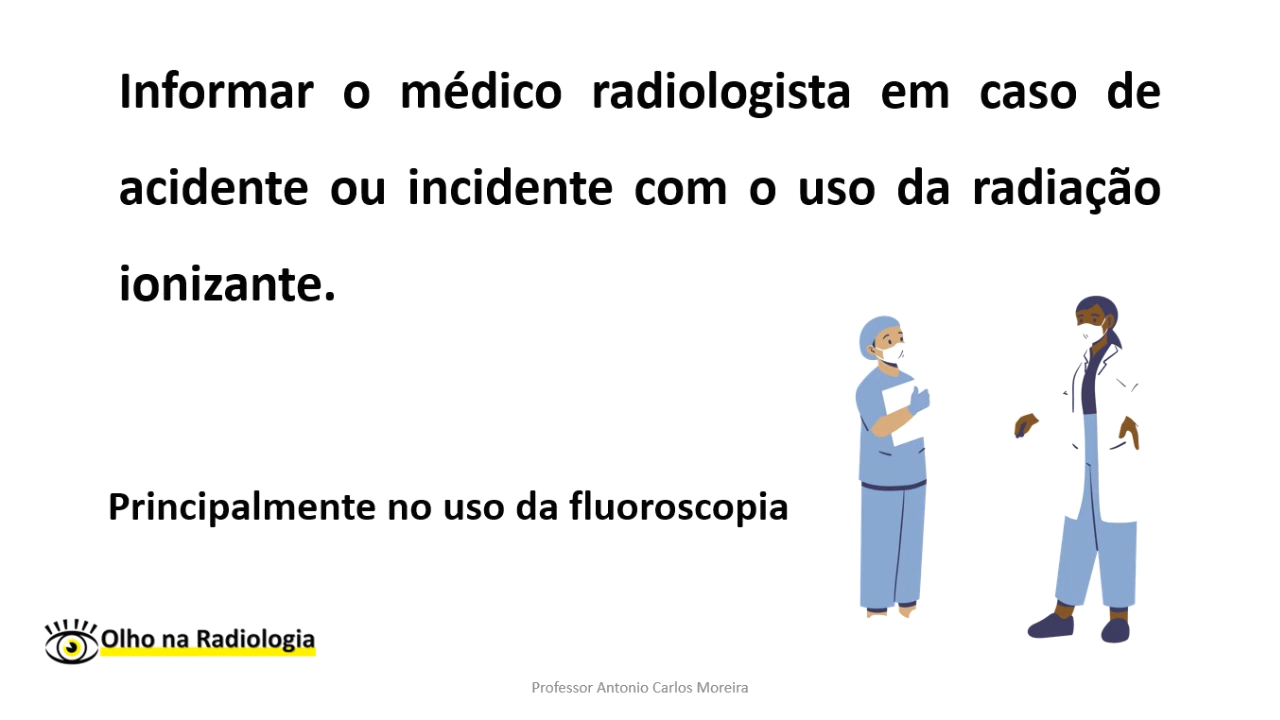 Informar o médico radiologista em caso de
acidente ou incidente com o uso da radiação
ionizante.
Principalmente no uso da fluoroscopia
Olho na Radiologia
Professor Antonio Carlos Moreira